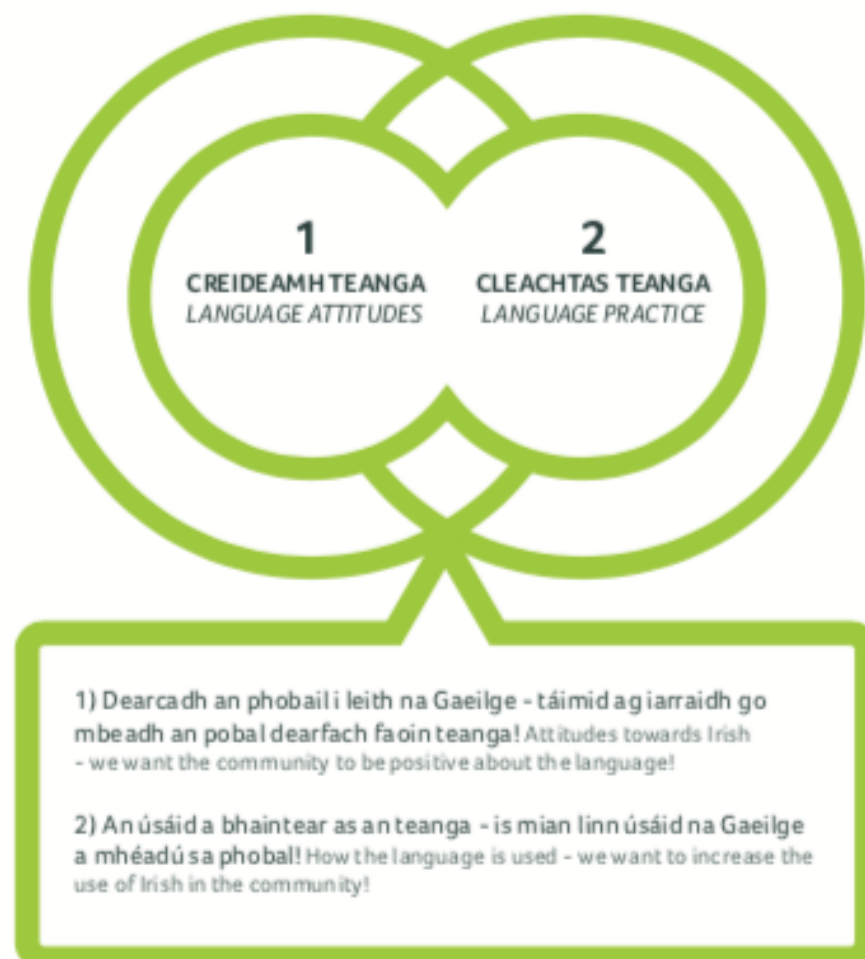 1
CREIDEAMH TEANGA
LANGUAGE ATTITUDES
2
CLEACHTAS TEANGA
LANGUAGE PRACTICE
1) Dearcadh an phobail i leith na Gaeilge - táimid ag iarraidh go
mbeadh an pobal dearfach faoin teanga! Attitudes towards Irish
- we want the community to be positive about the language!
2) An úsáid a bhaintear as an teanga - is mian linn úsáid na Gaeilge
a mhéadú sa phobal! How the language is used - we want to increase the
use of Irish in the community!